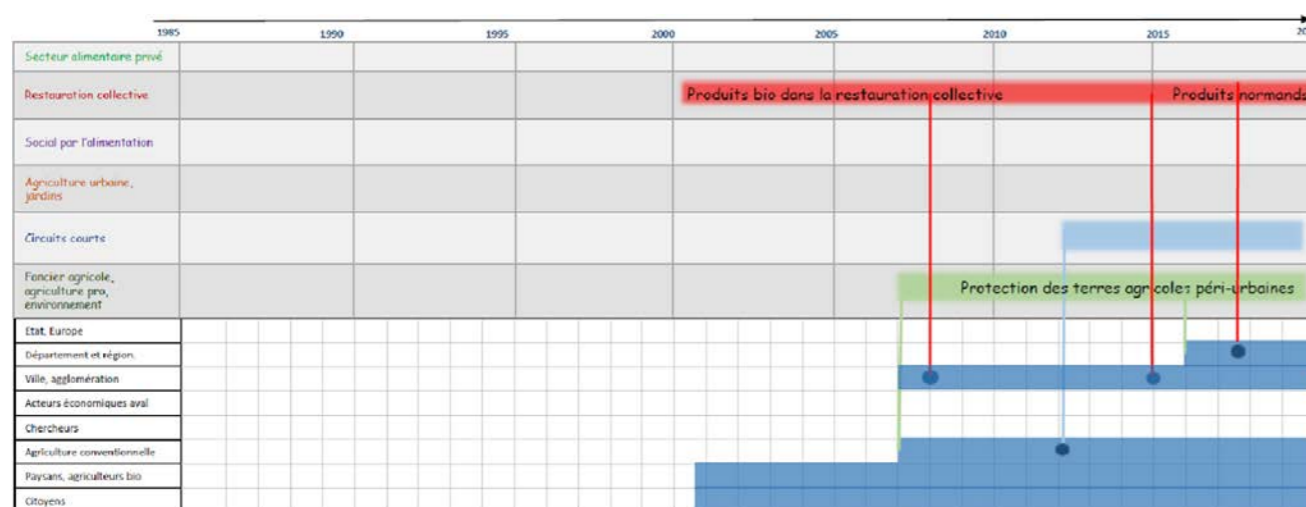 1985 1990 1995 2000 2005 2010 2015 20
Secteur alimentaire privé
Restauration collective
Produits bio dans la restauration collective
Produits normands
Social par l'alimentation
Agriculture urbaine,
jardins
Circuits courts
Foncier agricole,
agriculture pro,
environnement
Protection des terres agricoles péri-urbaines
Etat, Europe
Département et région.
Ville, agglomération
Acteurs économiques aval
Chercheurs
Agriculture conventionnelle
Paysans, agriculteurs bio
Citoyens